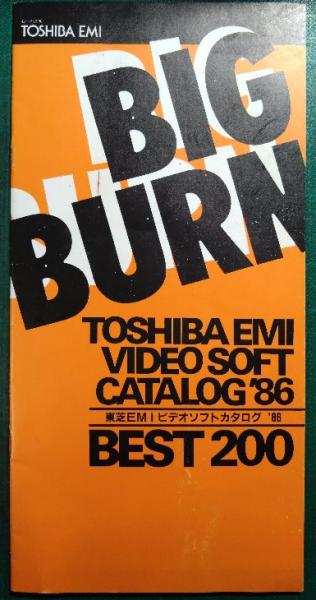 TOSHIBA EMI
BIG
BURN
TOSHIBA EMI
VIDEO SOFT
CATALOG '86
東芝EMIビデオソフトカタログ '86
BEST 200